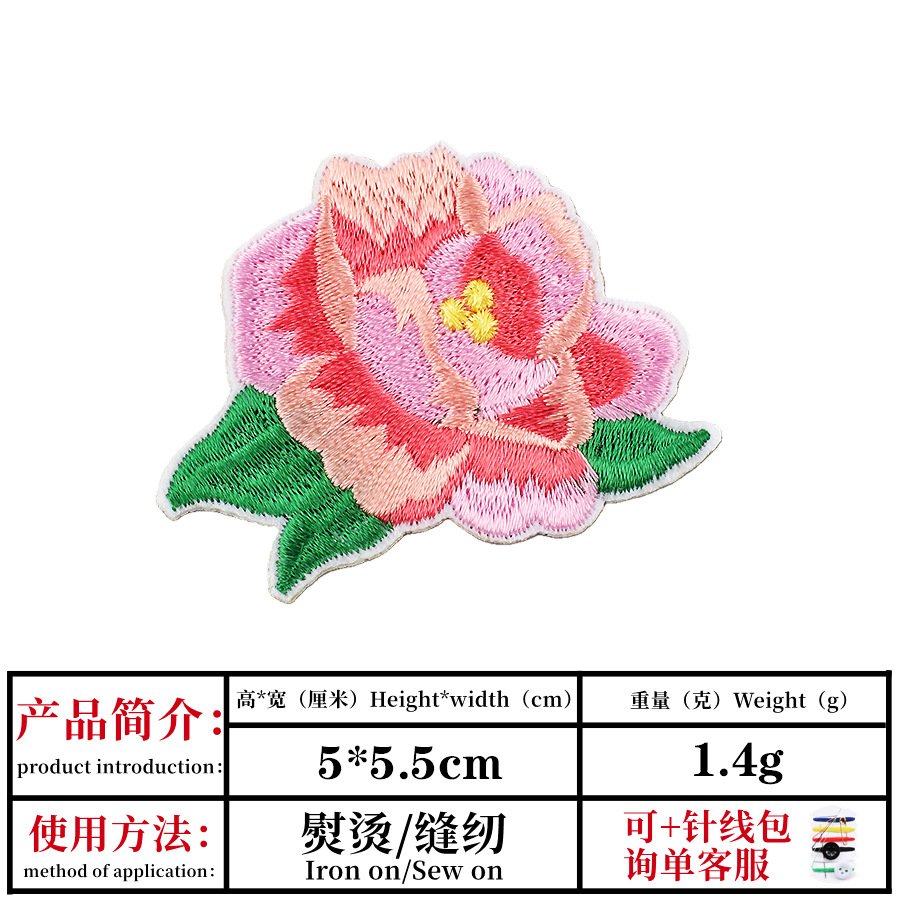 产品简介：
product introduction：
高*宽（厘米）Height*width（cm）
重量（克）Weight（g）
5*5.5cm
1.4g
使用方法：
method of application：
熨烫/缝纫
Iron on/Sew on
可+针线包
询单客服